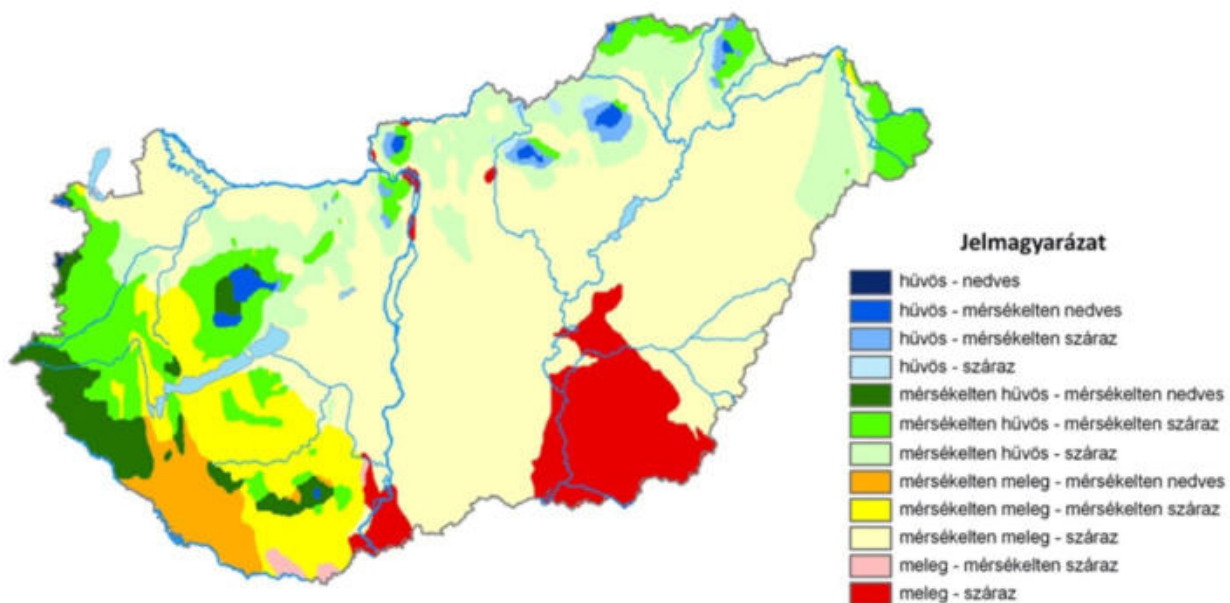 Jelmagyarázat
hűvös - nedves
hűvös - mérsékelten nedves
hűvös - mérsékelten száraz
hűvös - száraz
mérsékelten hűvös - mérsékelten nedves
mérsékelten hűvös - mérsékelten száraz
mérsékelten hűvös - száraz
mérsékelten meleg - mérsékelten nedves
mérsékelten meleg - mérsékelten száraz
mérsékelten meleg - száraz
meleg - mérsékelten száraz
meleg - száraz